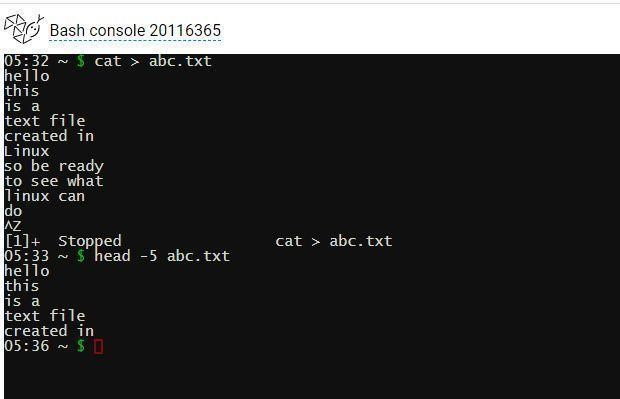 Bash console 20116365
05:32 ~ $ cat > abc.txt
hello
this
is a
text file
created in
Linux
so be ready
to see what
linux can
do
^Z
[1]+  Stopped                 cat > abc.txt
05:33 ~ $ head -5 abc.txt
hello
this
is a
text file
created in
05:36 ~ $